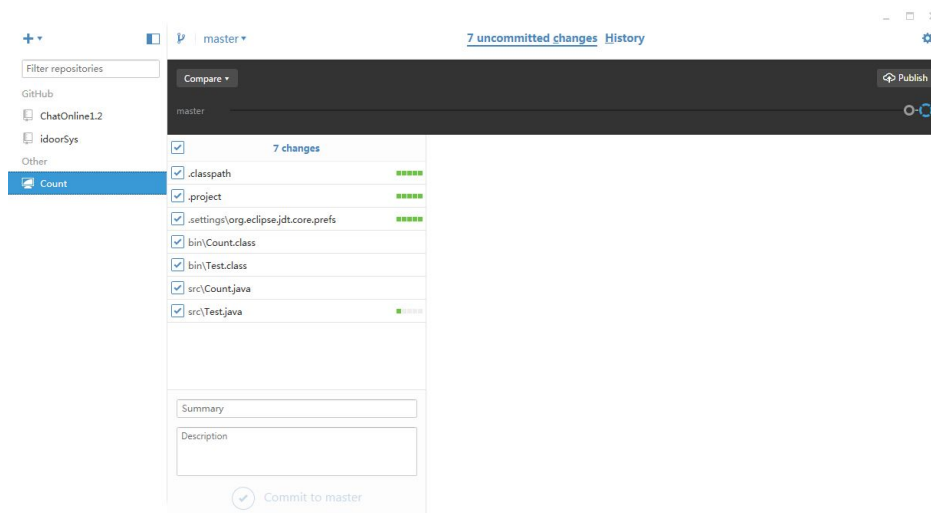 master
7 uncommitted changes
History
Filter repositories
GitHub
ChatOnline1.2
idoorSys
Other
Count
Compare
Publish
master
7 changes
.classpath
.project
.settings\org.eclipse.jdt.core.prefs
bin\Count.class
bin\Test.class
src\Count.java
src\Test.java
Summary
Description
Commit to master